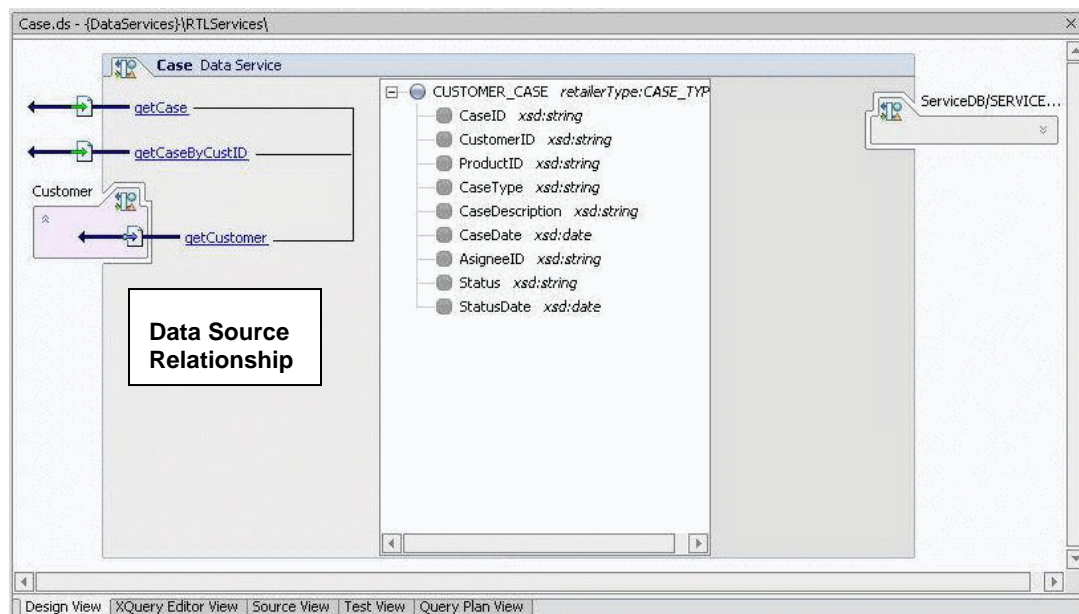 Case.ds - {DataServices}\RTLServices\
Case Data Service
getCase
getCaseByCustID
Customer
getCustomer
CUSTOMER_CASE retailerType:CASE_TYP
CaseID xsd:string
CustomerID xsd:string
ProductID xsd:string
CaseType xsd:string
CaseDescription xsd:string
CaseDate xsd:date
AsigneeID xsd:string
Status xsd:string
StatusDate xsd:date
ServiceDB/SERVICE...
Data Source
Relationship
Design View XQuery Editor View Source View Test View Query Plan View